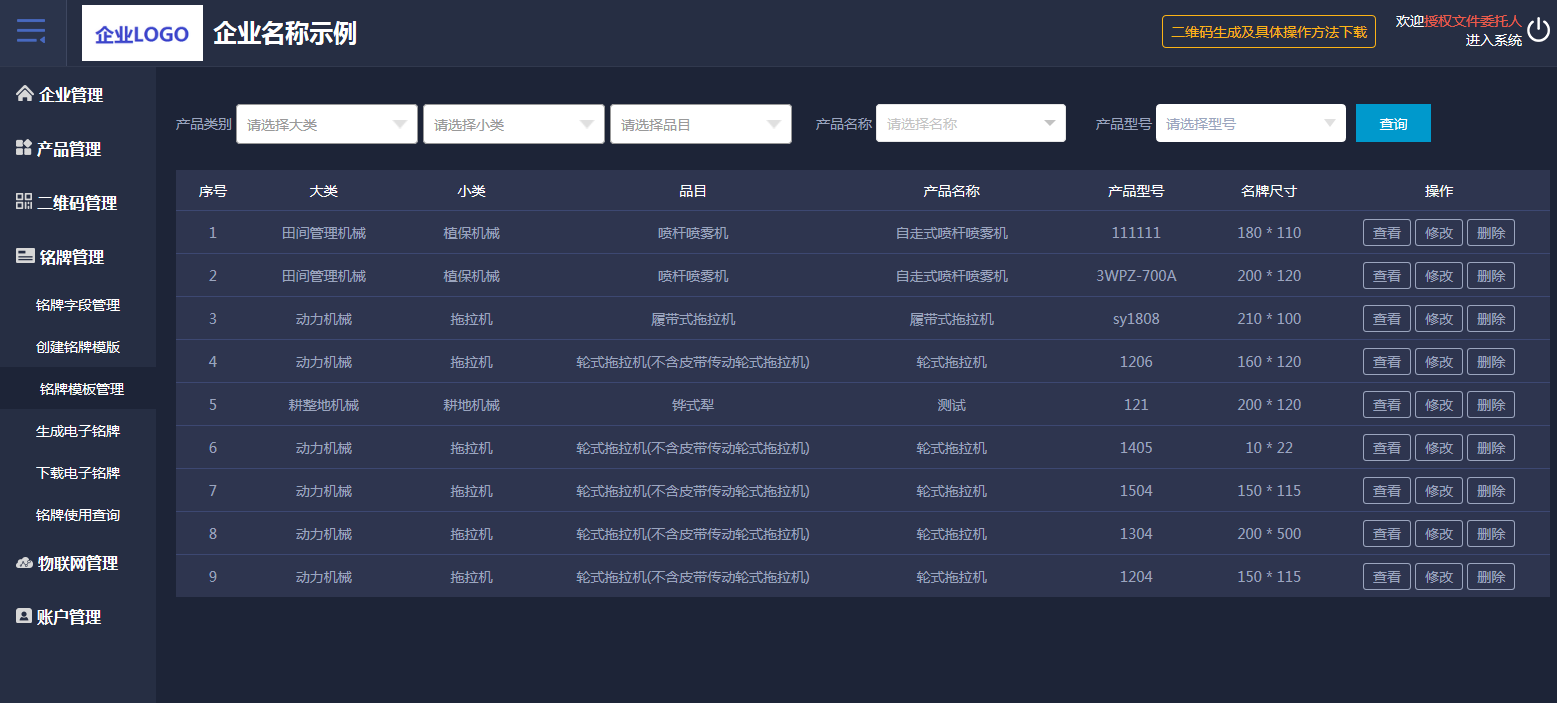 企业LOGO 企业名称示例 二维码生成及具体操作方法下载 欢迎授权文件委托人
进入系统
企业管理
产品管理
二维码管理
铭牌管理
铭牌字段管理
创建铭牌模版
铭牌模板管理
生成电子铭牌
下载电子铭牌
铭牌使用查询
物联网管理
账户管理
产品类别 请选择大类 请选择小类 请选择品目 产品名称 请选择名称 产品型号 请选择型号 查询
序号 大类 小类 品目 产品名称 产品型号 名牌尺寸 操作
1 田间管理机械 植保机械 喷杆喷雾机 自走式喷杆喷雾机 111111 180 * 110 查看 修改 删除
2 田间管理机械 植保机械 喷杆喷雾机 自走式喷杆喷雾机 3WPZ-700A 200 * 120 查看 修改 删除
3 动力机械 拖拉机 履带式拖拉机 履带式拖拉机 sy1808 210 * 100 查看 修改 删除
4 动力机械 拖拉机 轮式拖拉机(不含皮带传动轮式拖拉机) 轮式拖拉机 1206 160 * 120 查看 修改 删除
5 耕整地机械 耕地机械 铧式犁 测试 121 200 * 120 查看 修改 删除
6 动力机械 拖拉机 轮式拖拉机(不含皮带传动轮式拖拉机) 轮式拖拉机 1405 10 * 22 查看 修改 删除
7 动力机械 拖拉机 轮式拖拉机(不含皮带传动轮式拖拉机) 轮式拖拉机 1504 150 * 115 查看 修改 删除
8 动力机械 拖拉机 轮式拖拉机(不含皮带传动轮式拖拉机) 轮式拖拉机 1304 200 * 500 查看 修改 删除
9 动力机械 拖拉机 轮式拖拉机(不含皮带传动轮式拖拉机) 轮式拖拉机 1204 150 * 115 查看 修改 删除